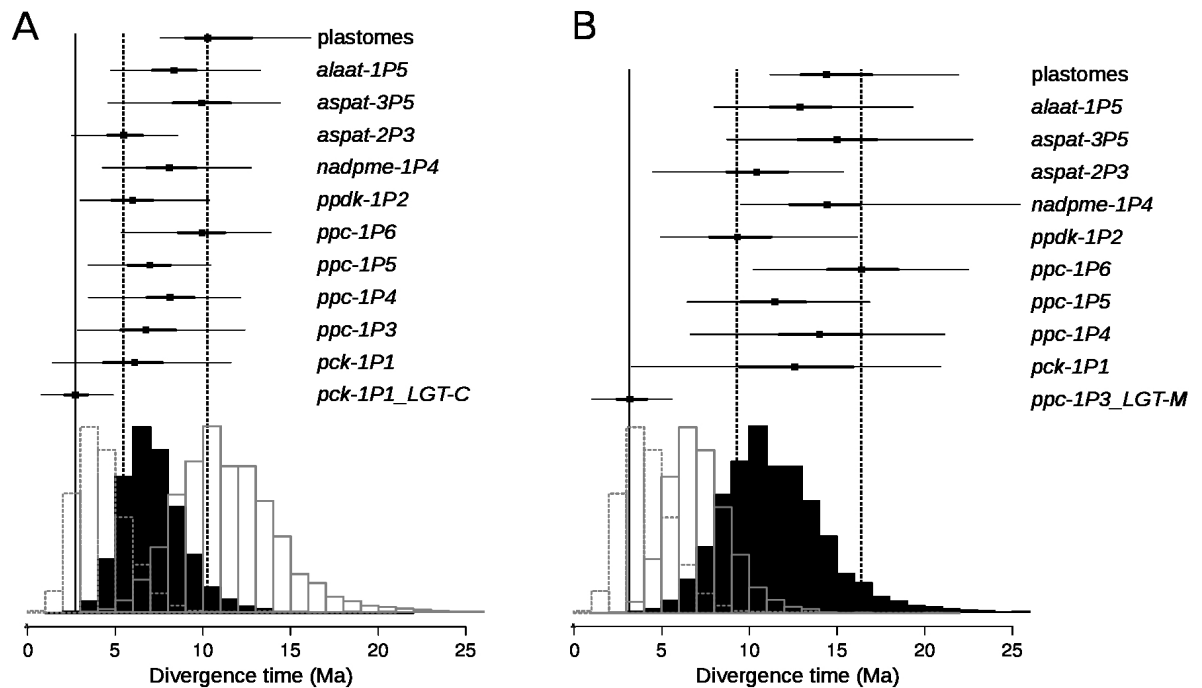 A
plastomes
alaat-1P5
aspat-3P5
aspat-2P3
nadpme-1P4
ppdk-1P2
ppc-1P6
ppc-1P5
ppc-1P4
ppc-1P3
pck-1P1
pck-1P1_LGT-C
0 5 10 15 20 25
Divergence time (Ma)
B
plastomes
alaat-1P5
aspat-3P5
aspat-2P3
nadpme-1P4
ppdk-1P2
ppc-1P6
ppc-1P5
ppc-1P4
pck-1P1
ppc-1P3_LGT-M
0 5 10 15 20 25
Divergence time (Ma)